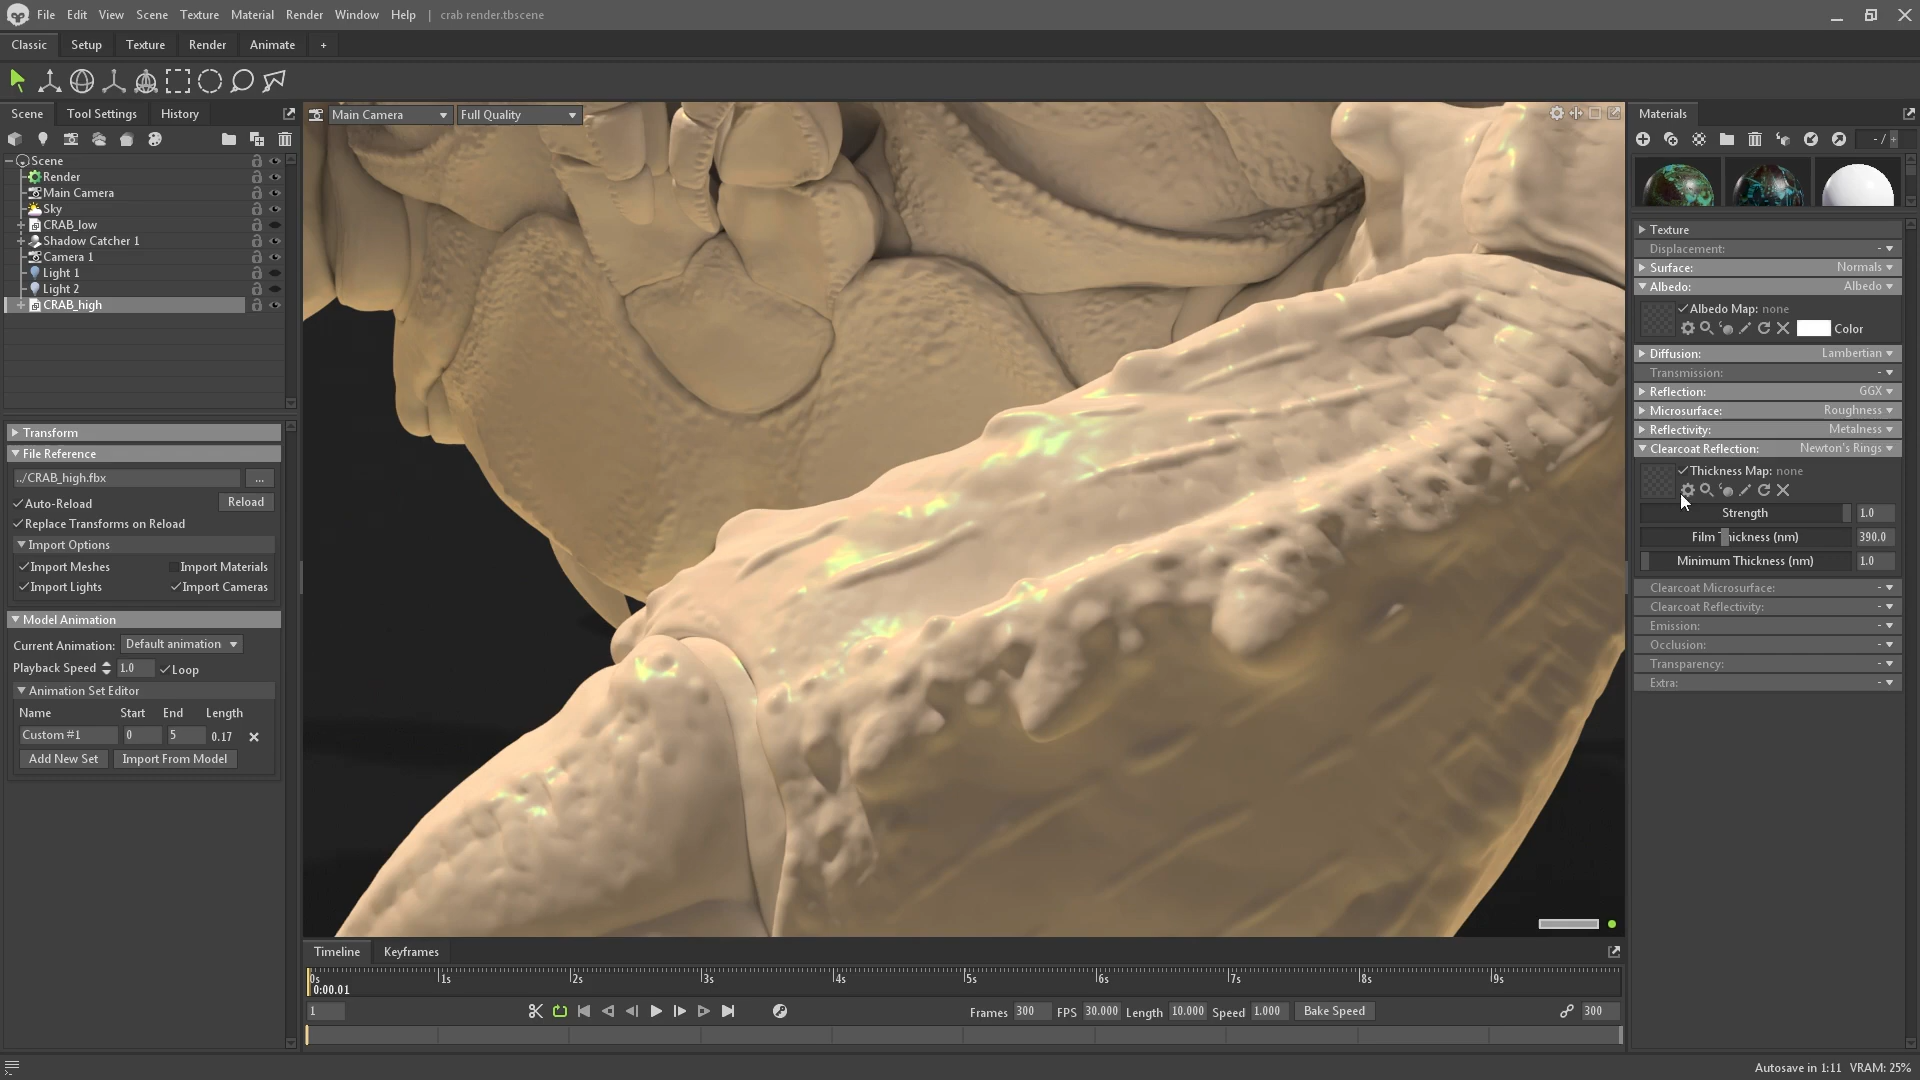 File Edit View Scene Texture Material Render Window Help | crab render.tbscene
Classic Setup Texture Render Animate +
Scene Tool Settings History
Main Camera Full Quality
Materials
- /
Scene
Render
Main Camera
Sky
CRAB_low
Shadow Catcher 1
Camera 1
Light 1
Light 2
CRAB_high
Transform
File Reference
../CRAB_high.fbx ...
Auto-Reload Reload
Replace Transforms on Reload
Import Options
Import Meshes Import Materials
Import Lights Import Cameras
Model Animation
Current Animation: Default animation
Playback Speed 1.0 Loop
Animation Set Editor
Name Start End Length
Custom #1 0 5 0.17
Add New Set Import From Model
Texture
Displacement: -
Surface: Normals
Albedo: Albedo
Albedo Map: none
Color
Diffusion: Lambertian
Transmission: -
Reflection: GGX
Microsurface: Roughness
Reflectivity: Metalness
Clearcoat Reflection: Newton's Rings
Thickness Map: none
Strength 1.0
Film Thickness (nm) 390.0
Minimum Thickness (nm) 1.0
Clearcoat Microsurface: -
Clearcoat Reflectivity: -
Emission: -
Occlusion: -
Transparency: -
Extra: -
Timeline Keyframes
0s 1s 2s 3s 4s 5s 6s 7s 8s 9s
0:00.01
1 Frames 300 FPS 30.000 Length 10.000 Speed 1.000 Bake Speed 300
Autosave in 1:11 VRAM: 25%